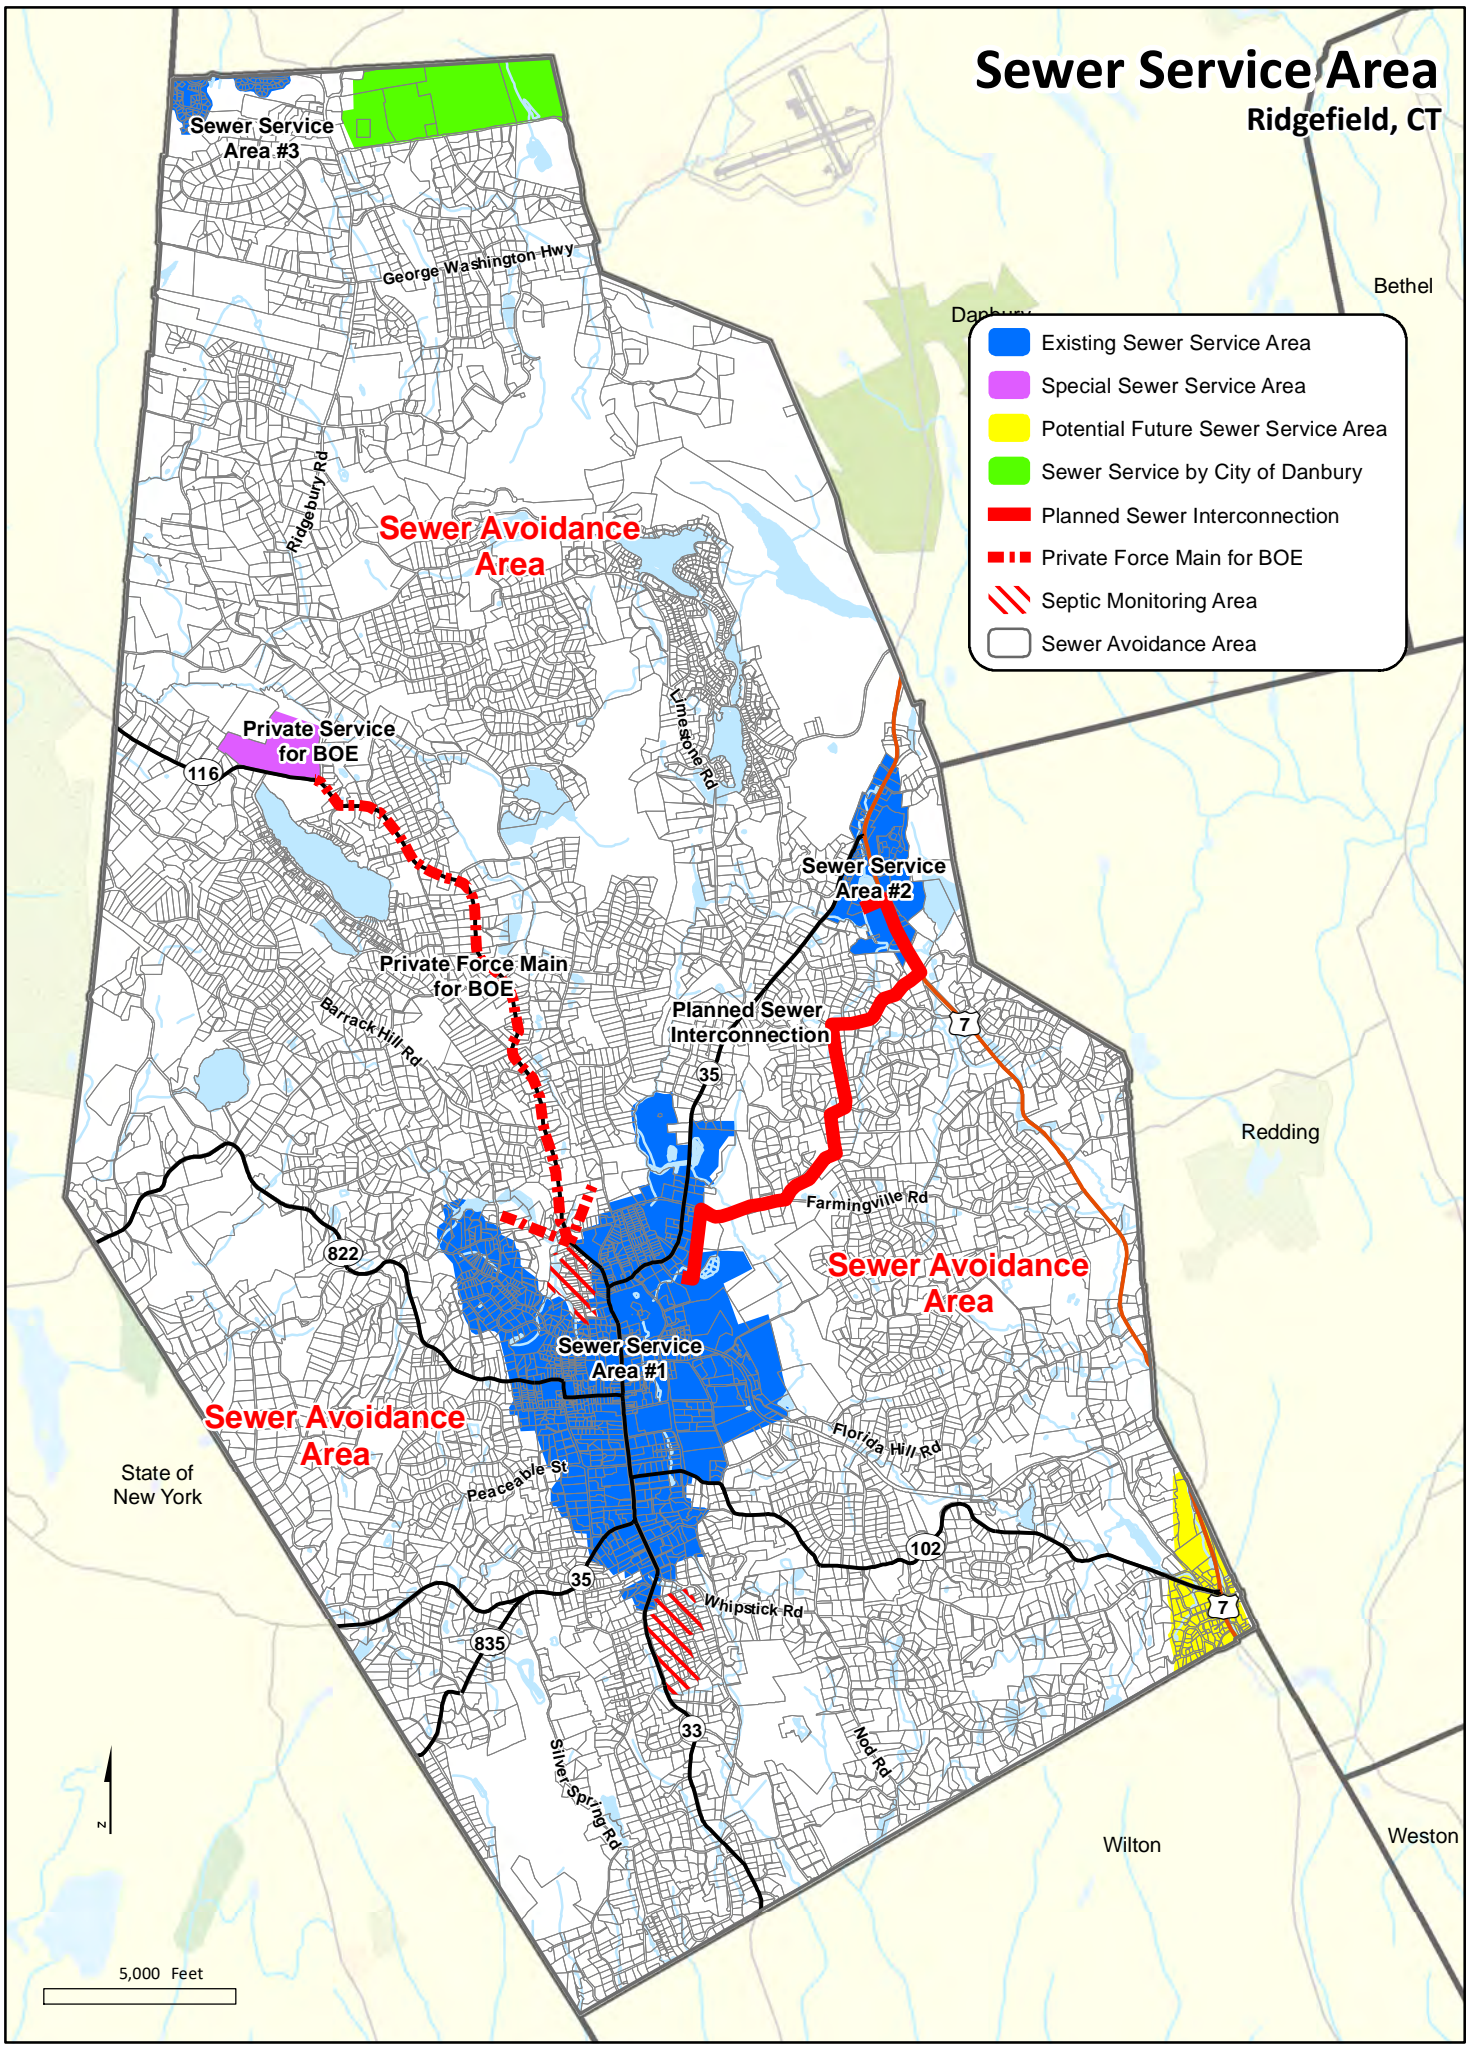 Sewer Service Area
Ridgefield, CT
Sewer Service
Area #3
George Washington Hwy
Bethel
Danbury
Existing Sewer Service Area
Special Sewer Service Area
Potential Future Sewer Service Area
Sewer Service by City of Danbury
Planned Sewer Interconnection
Private Force Main for BOE
Septic Monitoring Area
Sewer Avoidance Area
Ridgebury Rd
Sewer Avoidance
Area
Limestone Rd
Private Service
for BOE
116
Sewer Service
Area #2
Private Force Main
for BOE
Barrack Hill Rd
Planned Sewer
Interconnection
7
35
Redding
Farmingville Rd
822
Sewer Avoidance
Area
Sewer Service
Area #1
Sewer Avoidance
Area
Florida Hill Rd
Peaceable St
State of
New York
102
35
Whipstick Rd
7
835
33
Nod Rd
Silver Spring Rd
N
Wilton
Weston
5,000 Feet